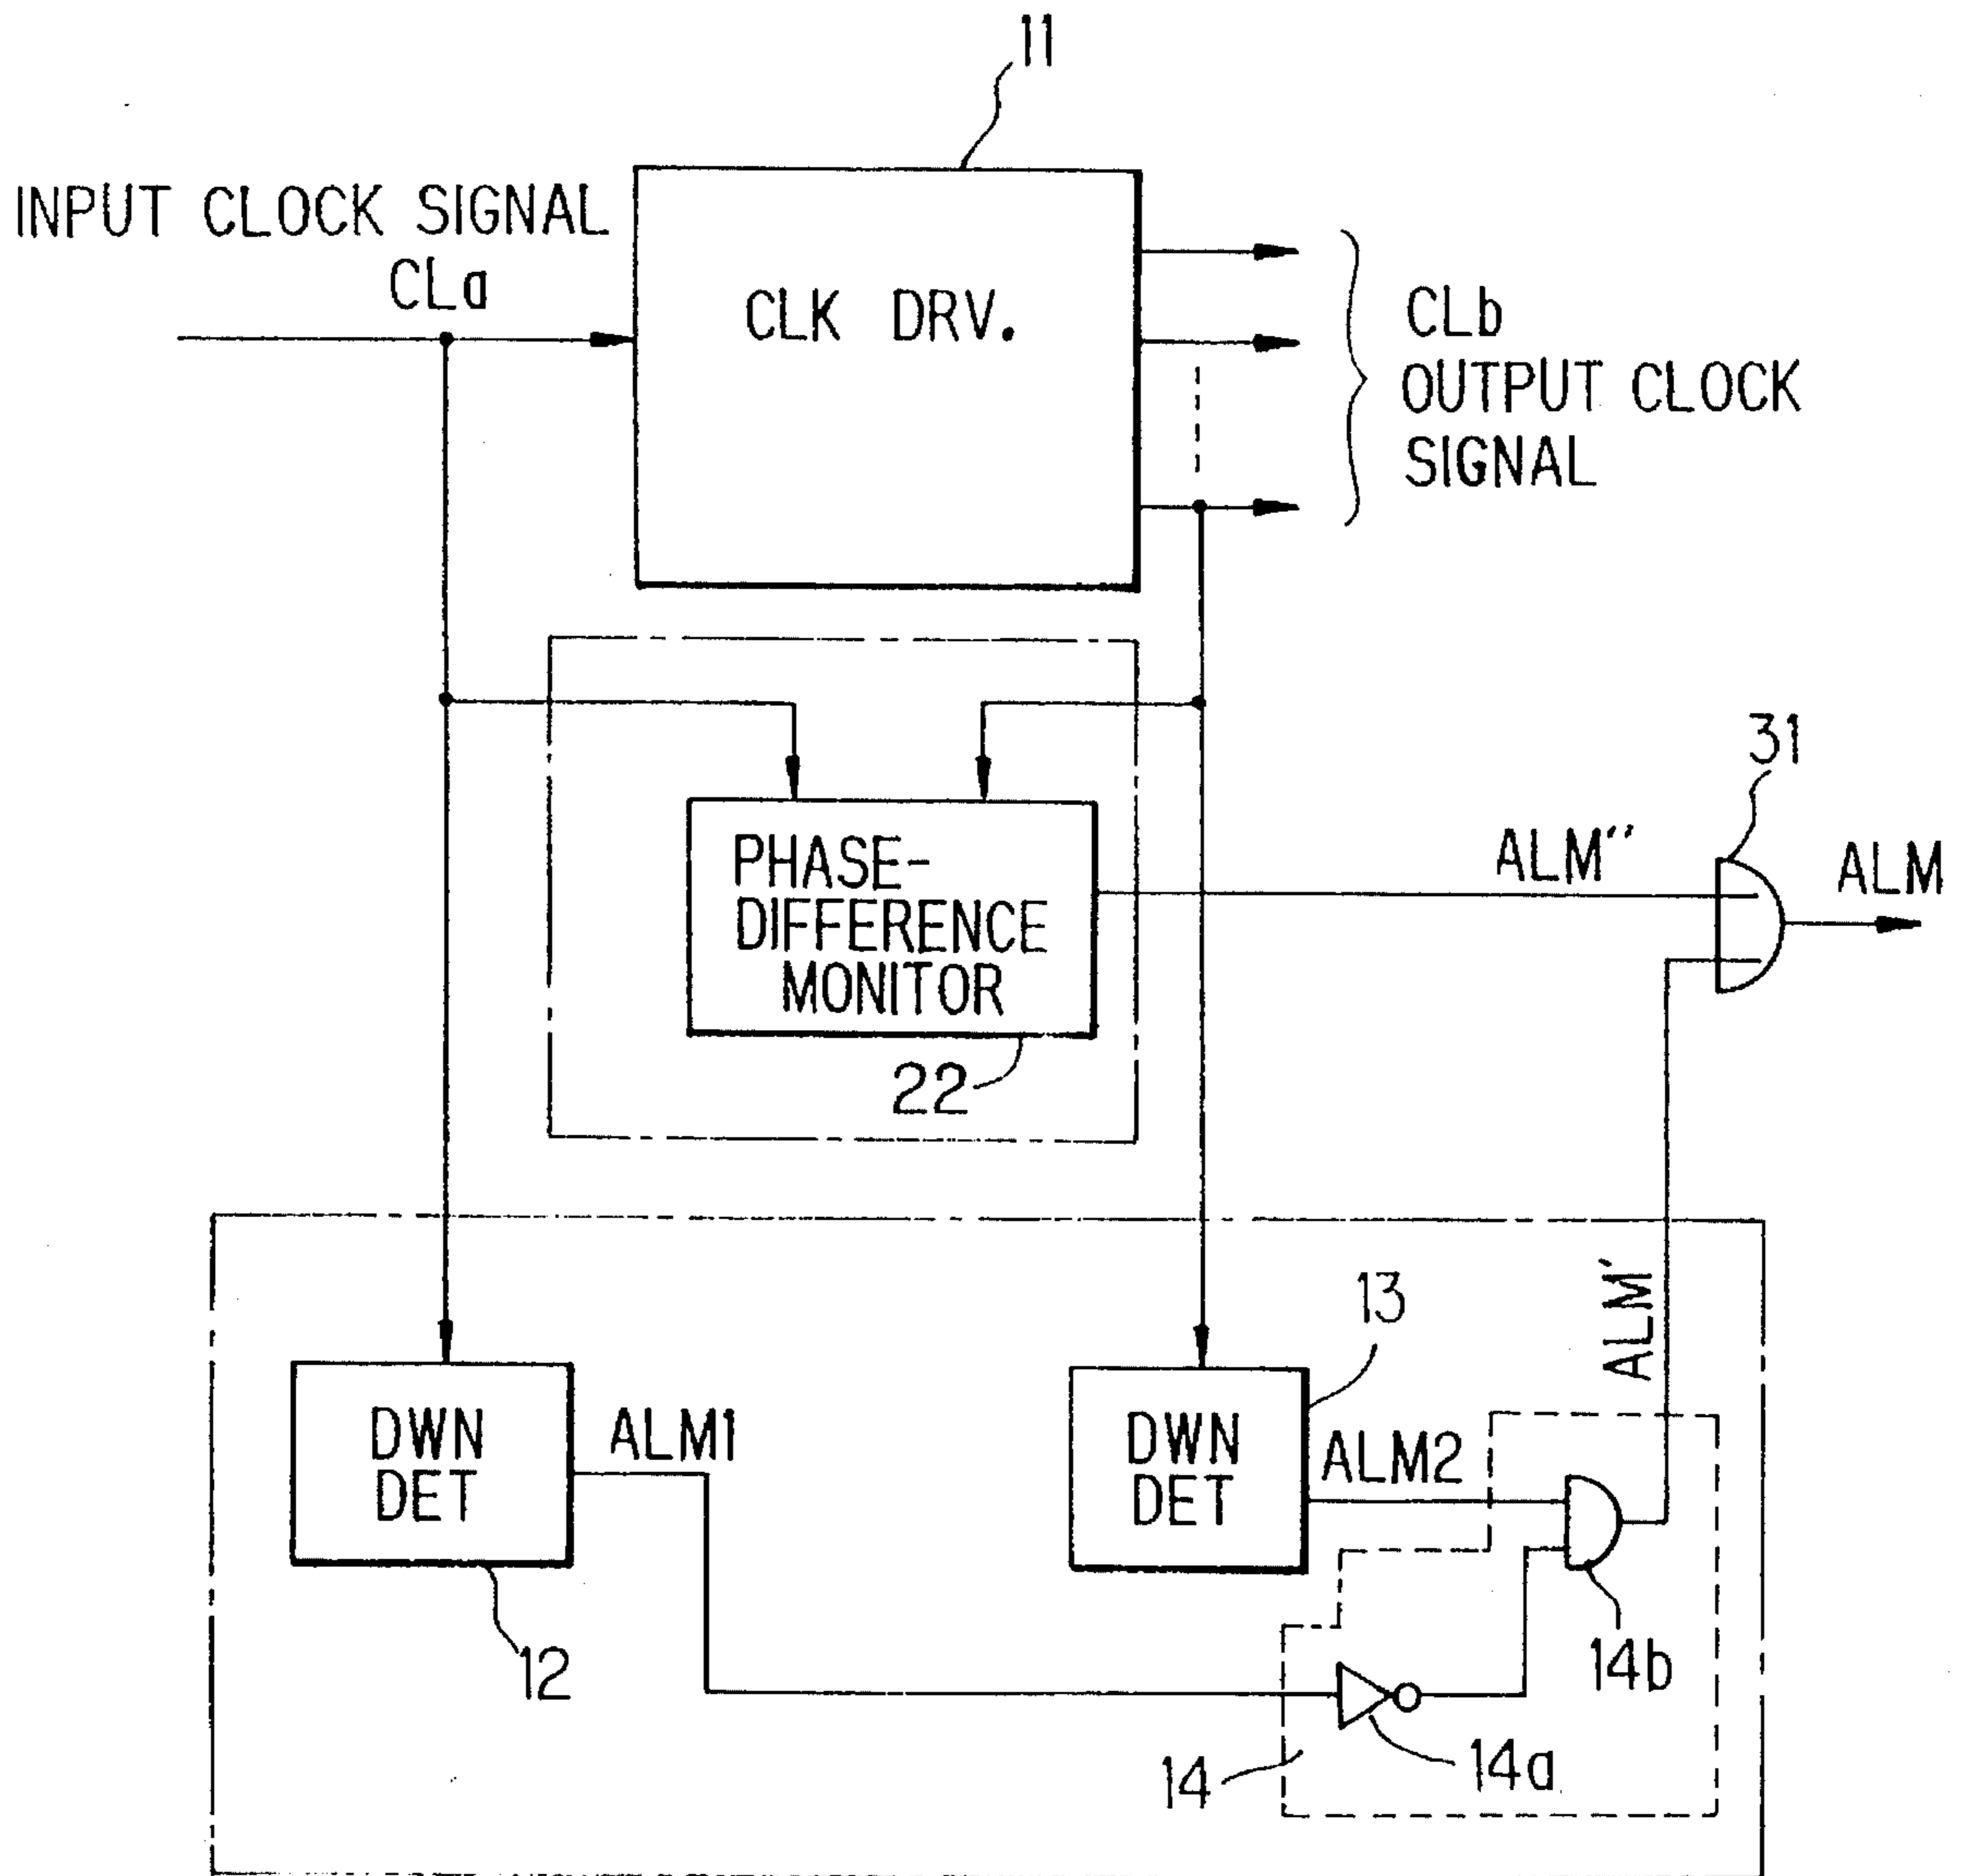 11
INPUT CLOCK SIGNAL
CLa
CLK DRV.
CLb
OUTPUT CLOCK
SIGNAL
31
PHASE-
DIFFERENCE
MONITOR
ALM"
ALM
22
ALM'
13
DWN
DET
ALM1
DWN
DET
ALM2
12
14b
14
14a